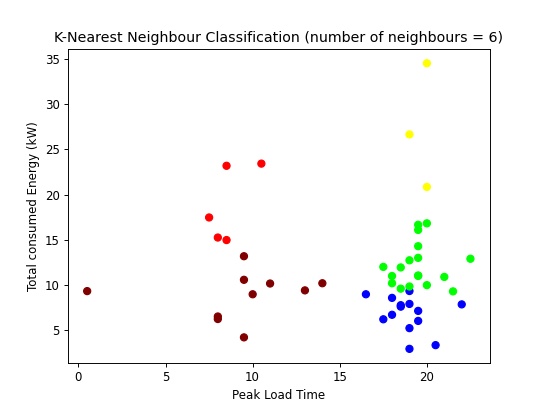 K-Nearest Neighbour Classification (number of neighbours = 6)
35
30
25
20
15
10
5
Total consumed Energy (kW)
0 5 10 15 20
Peak Load Time